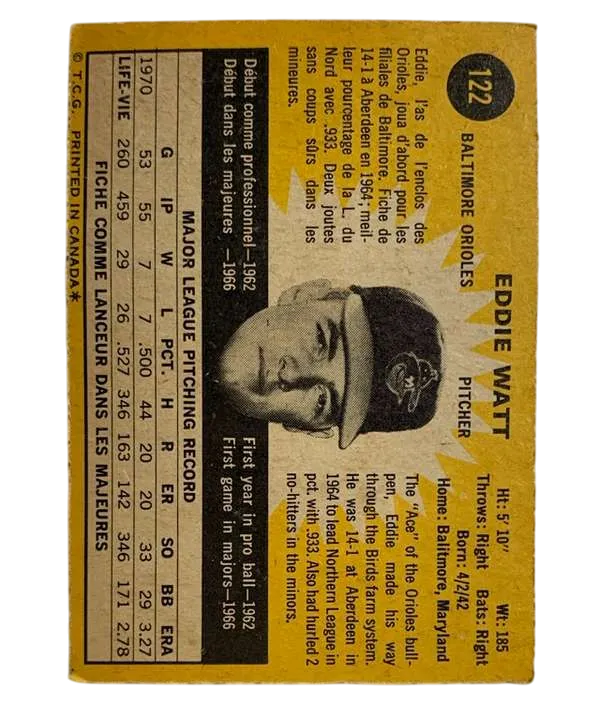 122
EDDIE WATT
BALTIMORE ORIOLES PITCHER
Ht: 5' 10" Wt: 185
Throws: Right Bats: Right
Born: 4/2/42
Home: Balitmore, Maryland
Eddie, l'as de l'enclos des
Orioles, joua d'abord pour les
filiales de Baltimore. Fiche de
14-1 à Aberdeen en 1964; meil-
leur pourcentage de la L. du
Nord avec .933. Deux joutes
sans coups sûrs dans les
mineures.
The "Ace" of the Orioles bull-
pen, Eddie made his way
through the Birds farm system.
He was 14-1 at Aberdeen in
1964 to lead Northern League in
pct. with .933. Also had hurled 2
no-hitters in the minors.
Début comme professionnel—1962
Début dans les majeures —1966
First year in pro ball—1962
First game in majors—1966
MAJOR LEAGUE PITCHING RECORD
G IP W L PCT. H R ER SO BB ERA
1970 53 55 7 7 .500 44 20 20 33 29 3.27
LIFE-VIE 260 459 29 26 .527 346 163 142 346 171 2.78
FICHE COMME LANCEUR DANS LES MAJEURES
© T.C.G. PRINTED IN CANADA*